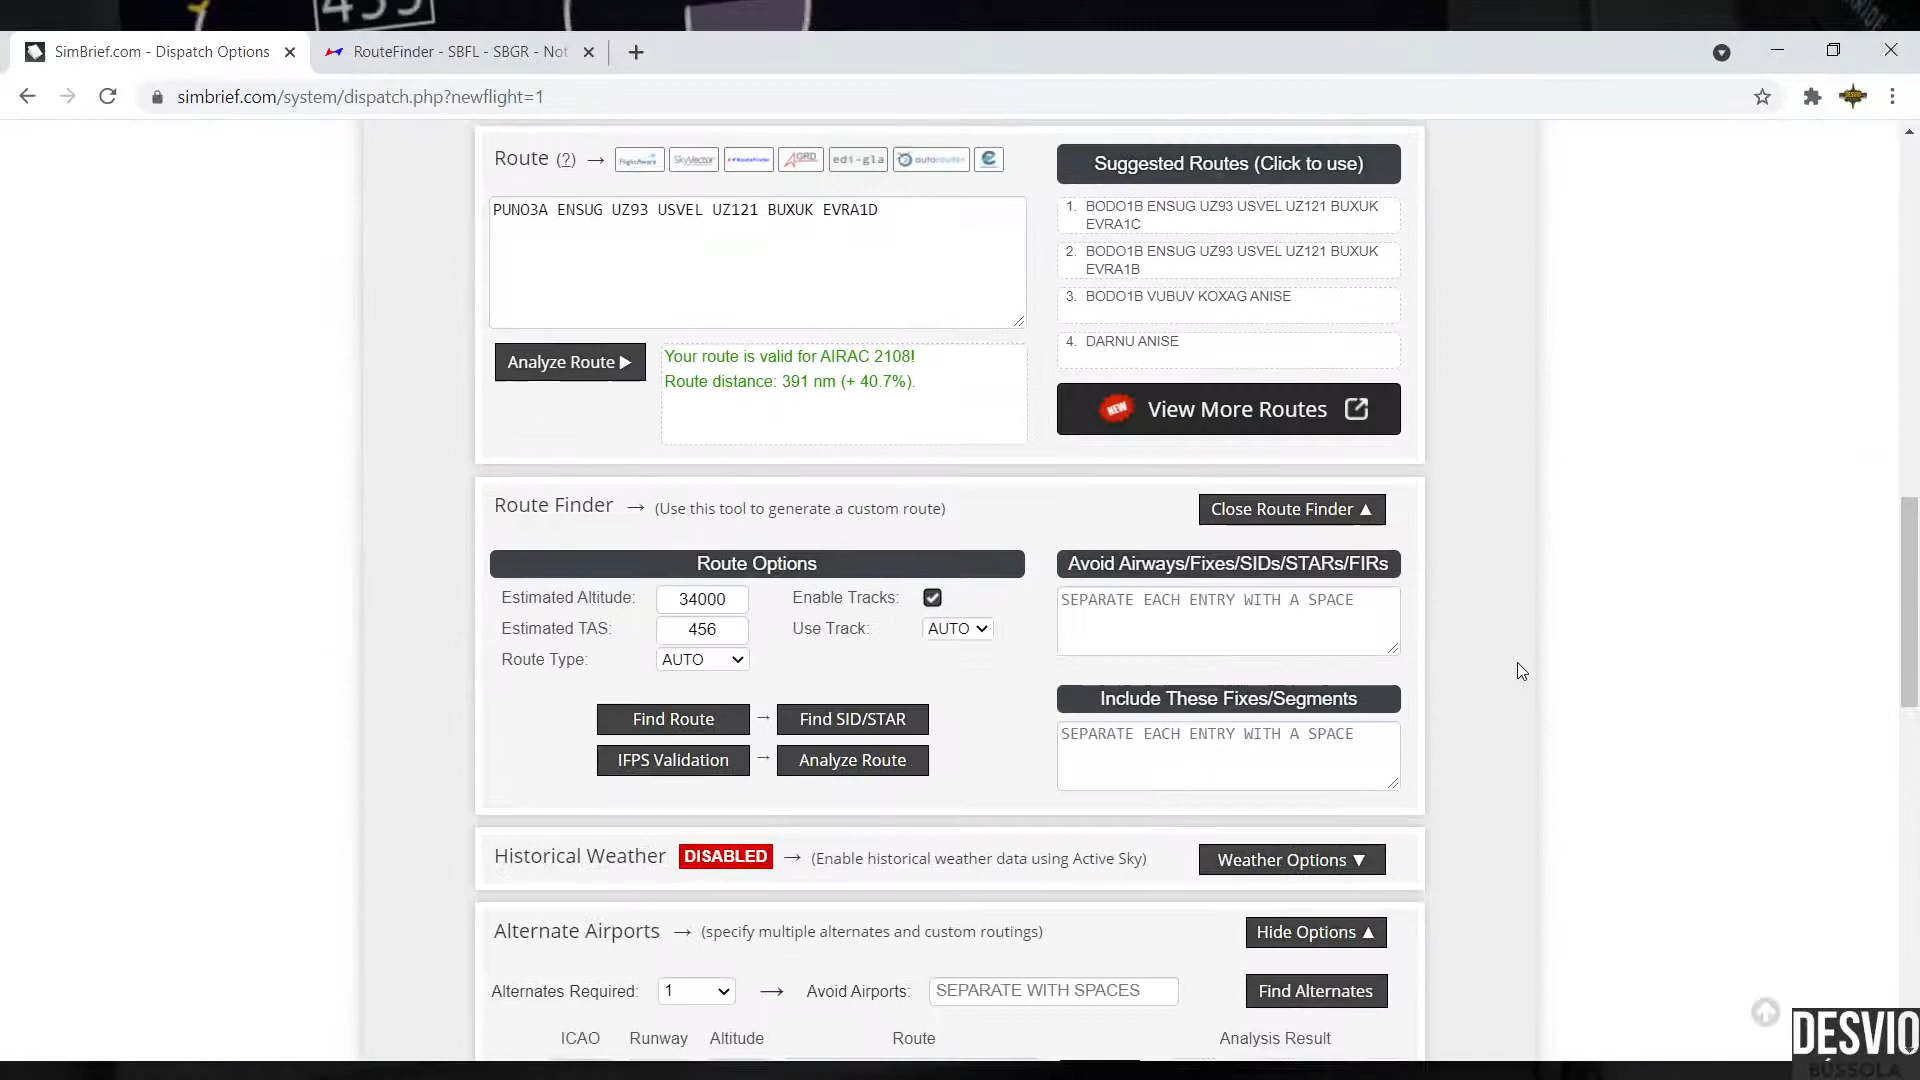 SimBrief.com - Dispatch Options
RouteFinder - SBFL - SBGR - Not
simbrief.com/system/dispatch.php?newflight=1
Route (?) → FlightAware SkyVector RouteFinder AGRD edi-gla autorouter
PUNO3A ENSUG UZ93 USVEL UZ121 BUXUK EVRA1D
Analyze Route ▶
Your route is valid for AIRAC 2108!
Route distance: 391 nm (+ 40.7%).
Suggested Routes (Click to use)
1. BODO1B ENSUG UZ93 USVEL UZ121 BUXUK
EVRA1C
2. BODO1B ENSUG UZ93 USVEL UZ121 BUXUK
EVRA1B
3. BODO1B VUBUV KOXAG ANISE
4. DARNU ANISE
NEW View More Routes
Route Finder → (Use this tool to generate a custom route)
Close Route Finder ▲
Route Options
Estimated Altitude: 34000 Enable Tracks:
Estimated TAS: 456 Use Track: AUTO
Route Type: AUTO
Find Route → Find SID/STAR
IFPS Validation → Analyze Route
Avoid Airways/Fixes/SIDs/STARs/FIRs
SEPARATE EACH ENTRY WITH A SPACE
Include These Fixes/Segments
SEPARATE EACH ENTRY WITH A SPACE
Historical Weather DISABLED → (Enable historical weather data using Active Sky)
Weather Options ▼
Alternate Airports → (specify multiple alternates and custom routings)
Hide Options ▲
Alternates Required: 1 → Avoid Airports: SEPARATE WITH SPACES
Find Alternates
ICAO Runway Altitude Route Analysis Result
DESVIO
BÚSSOLA